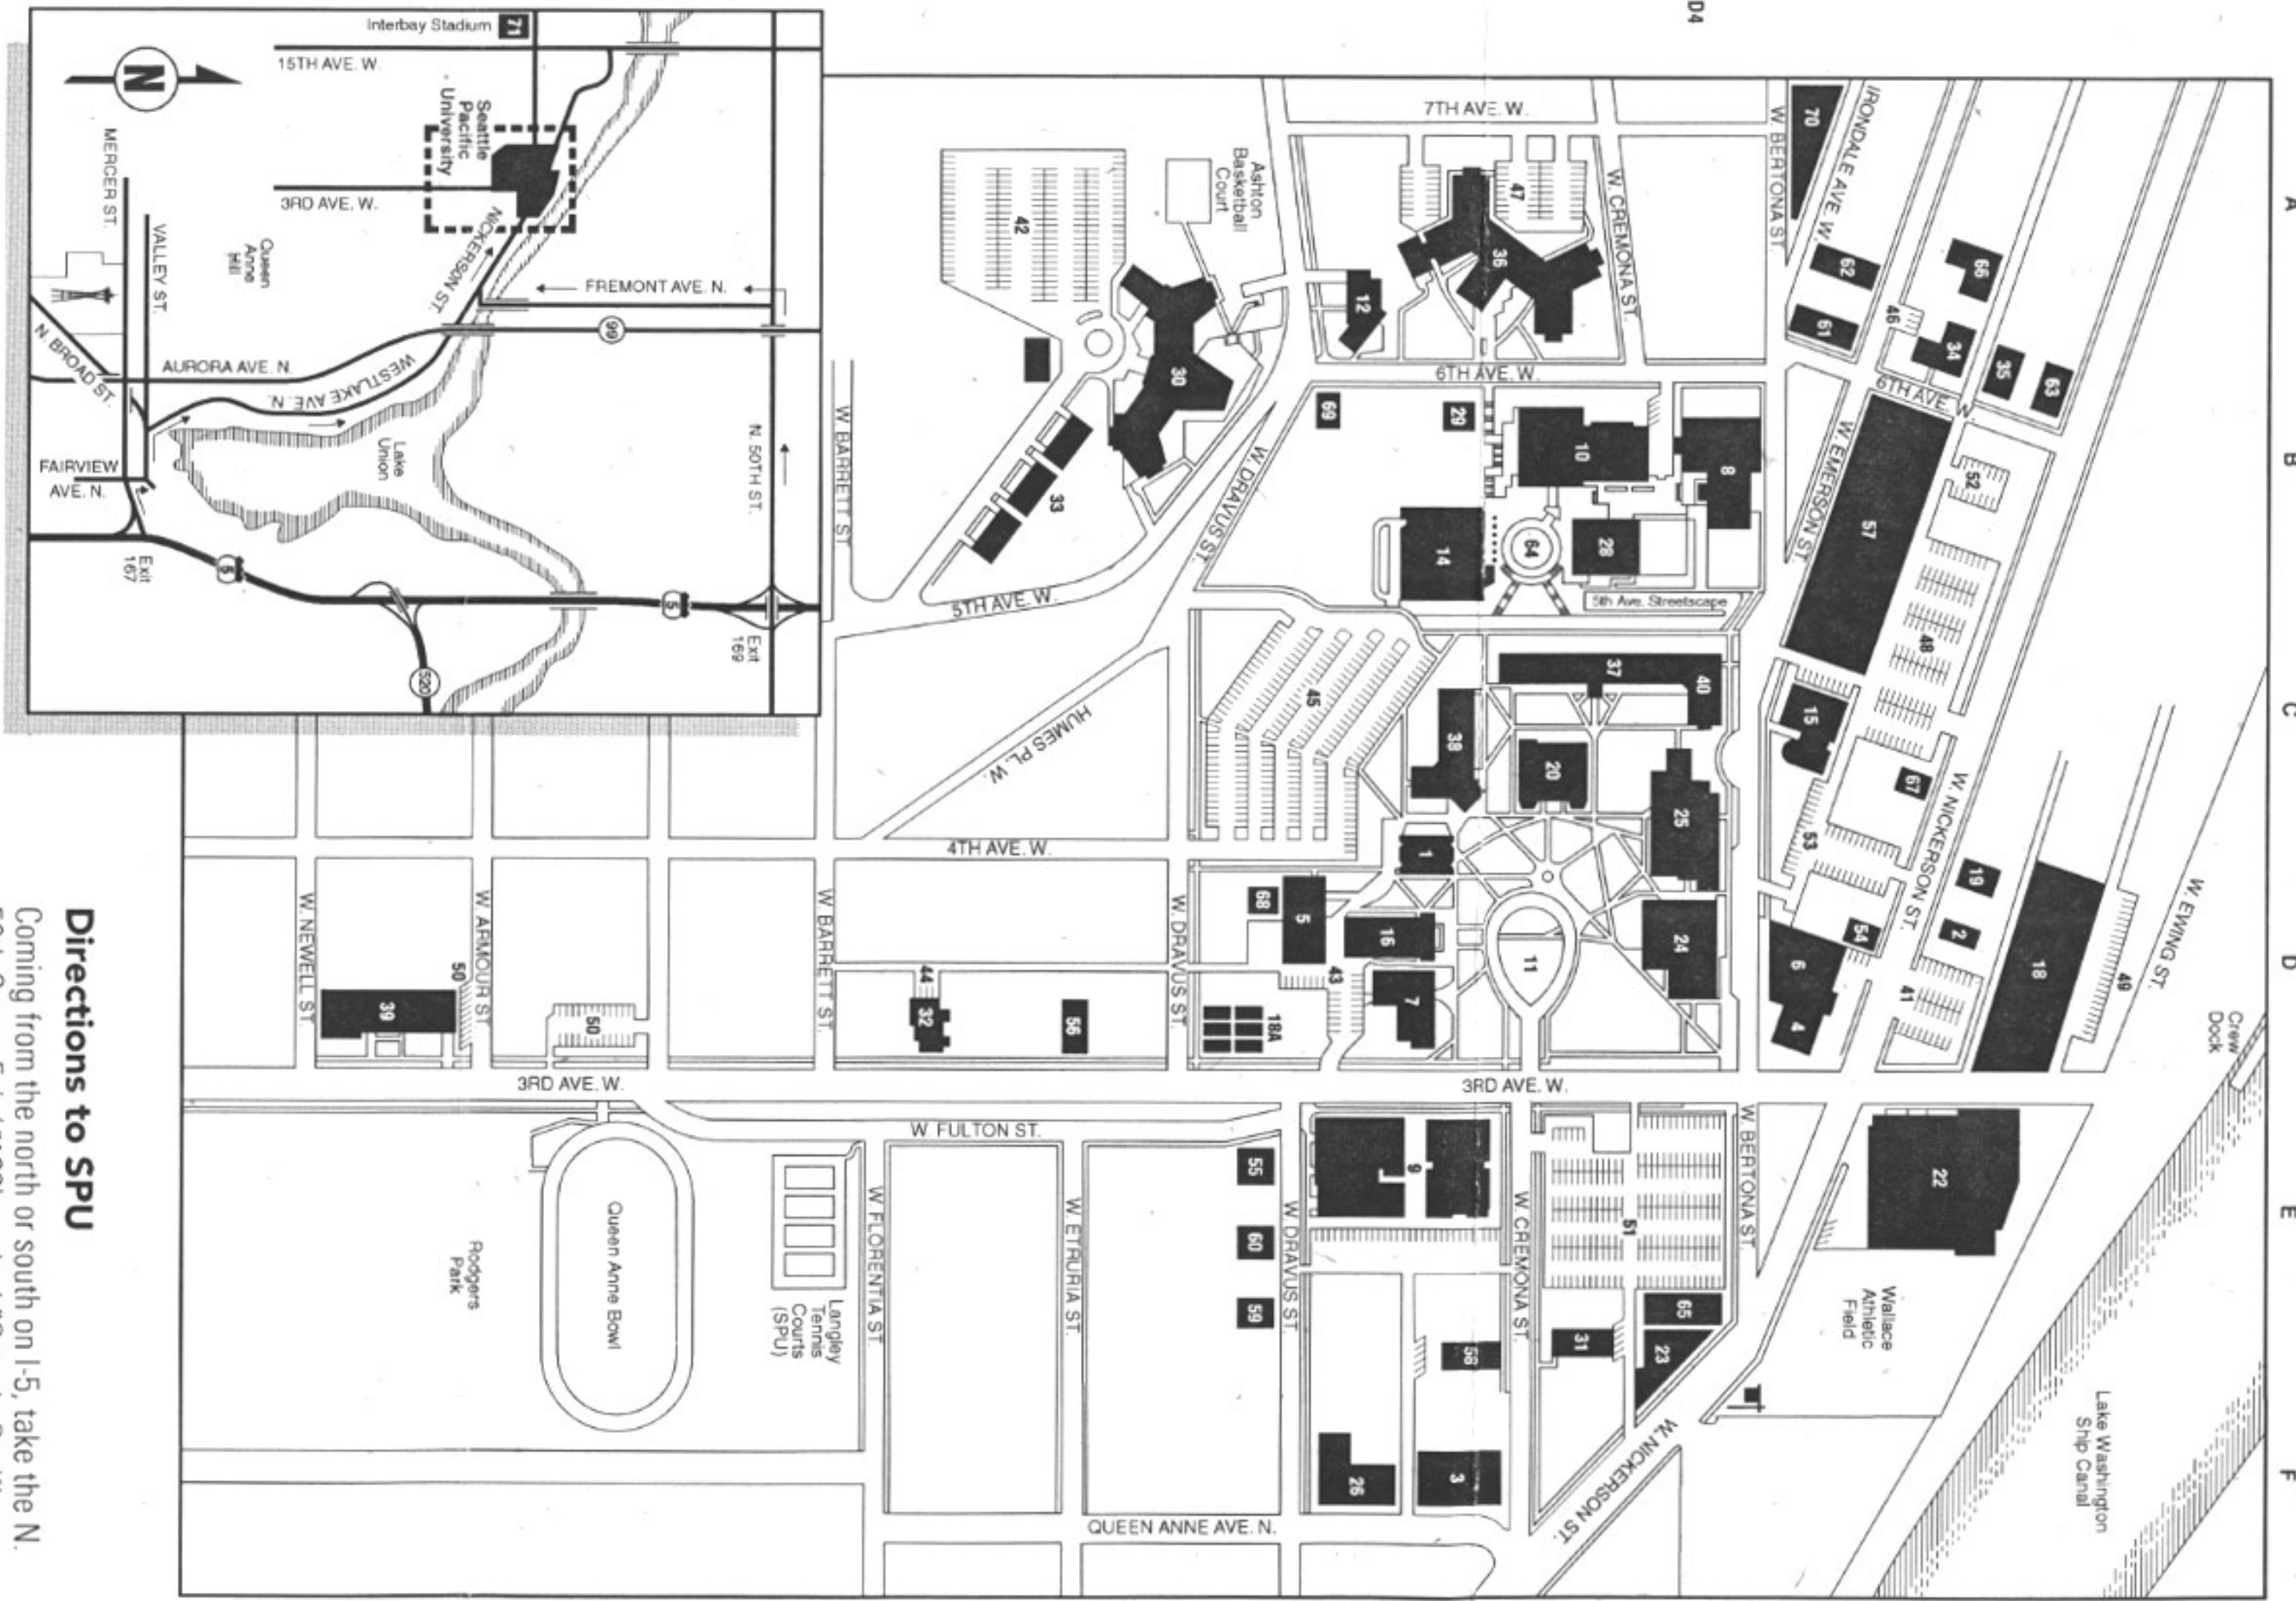 D4
A
B
C
D
E
F
Interbay Stadium 71
15TH AVE. W.
N
Seattle
Pacific
University
MERCER ST.
VALLEY ST.
3RD AVE. W.
Queen
Anne
Hill
NICKERSON ST.
FREMONT AVE. N.
99
N. BROAD ST.
AURORA AVE. N.
WESTLAKE AVE. N.
Lake
Union
N. 50TH ST.
FAIRVIEW
AVE. N.
Exit
167
5
5
Exit
169
520
7TH AVE. W.
W. BERTONA ST.
70
IRONDALE AVE. W.
Ashton
Basketball
Court
47
42
W. CREMONA ST.
36
12
62
66
61
46
34
35
63
30
6TH AVE. W.
6TH AVE. W.
69
29
10
8
W. EMERSON ST.
57
52
W. BARRETT ST.
33
W. DRAVUS ST.
14
64
28
5TH AVE. W.
5th Ave. Streetscape
48
45
37
40
15
HUMES PL. W.
38
20
25
67
W. NICKERSON ST.
53
4TH AVE. W.
1
19
W. EWING ST.
W. NEWELL ST.
W. ARMOUR ST.
W. BARRETT ST.
W. DRAVUS ST.
68
5
16
11
24
54
2
6
18
49
50
39
50
44
32
56
43
18A
7
41
4
Crew
Dock
3RD AVE. W.
3RD AVE. W.
W. FULTON ST.
W. BERTONA ST.
55
9
22
60
51
59
W. FLORENTIA ST.
W. ETRURIA ST.
W. DRAVUS ST.
W. CREMONA ST.
Queen Anne Bowl
Rodgers
Park
Langley
Tennis
Courts
(SPU)
65
31
23
58
Wallace
Athletic
Field
26
3
W. NICKERSON ST.
Lake Washington
Ship Canal
QUEEN ANNE AVE. N.
Directions to SPU
Coming from the north or south on I-5, take the N.